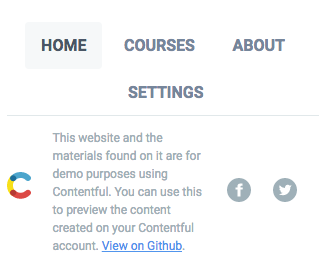 HOME COURSES ABOUT
SETTINGS
This website and the
materials found on it are for
demo purposes using
Contentful. You can use this
to preview the content
created on your Contentful
account. View on Github.